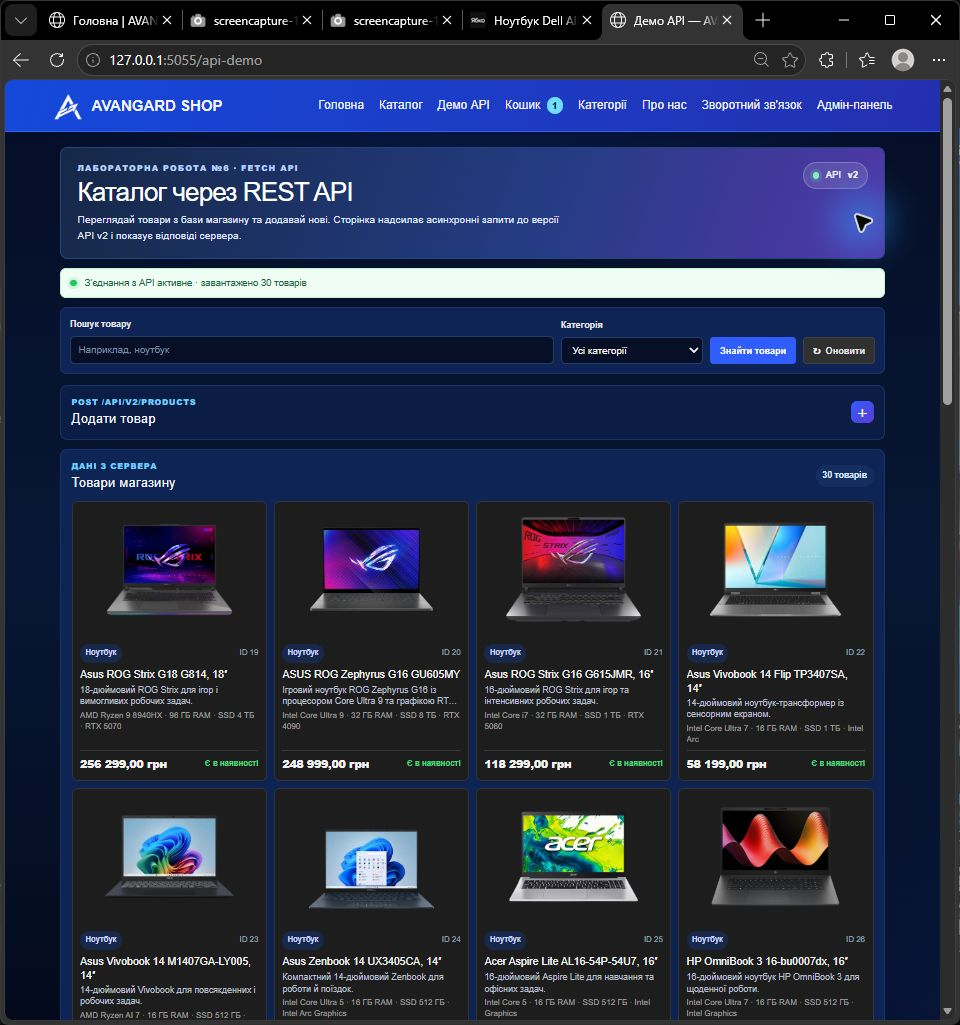 Головна | AVAN
screencapture-1
screencapture-1
Ноутбук Dell Al
Демо API — AV
127.0.0.1:5055/api-demo
AVANGARD SHOP
Головна
Каталог
Демо API
Кошик 1
Категорії
Про нас
Зворотний зв'язок
Адмін-панель
ЛАБОРАТОРНА РОБОТА №6 · FETCH API
Каталог через REST API
API v2
Переглядай товари з бази магазину та додавай нові. Сторінка надсилає асинхронні запити до версії
API v2 і показує відповіді сервера.
З'єднання з API активне · завантажено 30 товарів
Пошук товару
Категорія
Наприклад, ноутбук
Усі категорії
Знайти товари
↻ Оновити
POST /API/V2/PRODUCTS
Додати товар
+
ДАНІ З СЕРВЕРА
Товари магазину
30 товарів
Ноутбук
ID 19
Asus ROG Strix G18 G814, 18″
18-дюймовий ROG Strix для ігор і
вимогливих робочих задач.
AMD Ryzen 9 8940HX · 96 ГБ RAM · SSD 4 ТБ
· RTX 5070
256 299,00 грн
Є в наявності
Ноутбук
ID 20
ASUS ROG Zephyrus G16 GU605MY
Ігровий ноутбук ROG Zephyrus G16 із
процесором Core Ultra 9 та графікою RT…
Intel Core Ultra 9 · 32 ГБ RAM · SSD 8 ТБ · RTX
4090
248 999,00 грн
Є в наявності
ROG
STRIX
Ноутбук
ID 21
Asus ROG Strix G16 G615JMR, 16″
16-дюймовий ROG Strix для ігор та
інтенсивних робочих задач.
Intel Core i7 · 32 ГБ RAM · SSD 1 ТБ · RTX
5060
118 299,00 грн
Є в наявності
Ноутбук
ID 22
Asus Vivobook 14 Flip TP3407SA,
14″
14-дюймовий ноутбук-трансформер із
сенсорним екраном.
Intel Core Ultra 7 · 16 ГБ RAM · SSD 1 ТБ · Intel
Arc
58 199,00 грн
Є в наявності
Ноутбук
ID 23
Asus Vivobook 14 M1407GA-LY005,
14″
14-дюймовий Vivobook для повсякденних і
робочих задач.
AMD Ryzen AI 7 · 16 ГБ RAM · SSD 512 ГБ ·
Ноутбук
ID 24
Asus Zenbook 14 UX3405CA, 14″
Компактний 14-дюймовий Zenbook для
роботи й поїздок.
Intel Core Ultra 5 · 16 ГБ RAM · SSD 512 ГБ ·
Intel Arc Graphics
acer
Ноутбук
ID 25
Acer Aspire Lite AL16-54P-54U7, 16″
16-дюймовий Aspire Lite для навчання та
офісних задач.
Intel Core 5 · 16 ГБ RAM · SSD 512 ГБ · Intel
Graphics
Ноутбук
ID 26
HP OmniBook 3 16-bu0007dx, 16″
16-дюймовий ноутбук HP OmniBook 3 для
щоденної роботи.
Intel Core Ultra 7 · 16 ГБ RAM · SSD 512 ГБ ·
Intel Graphics